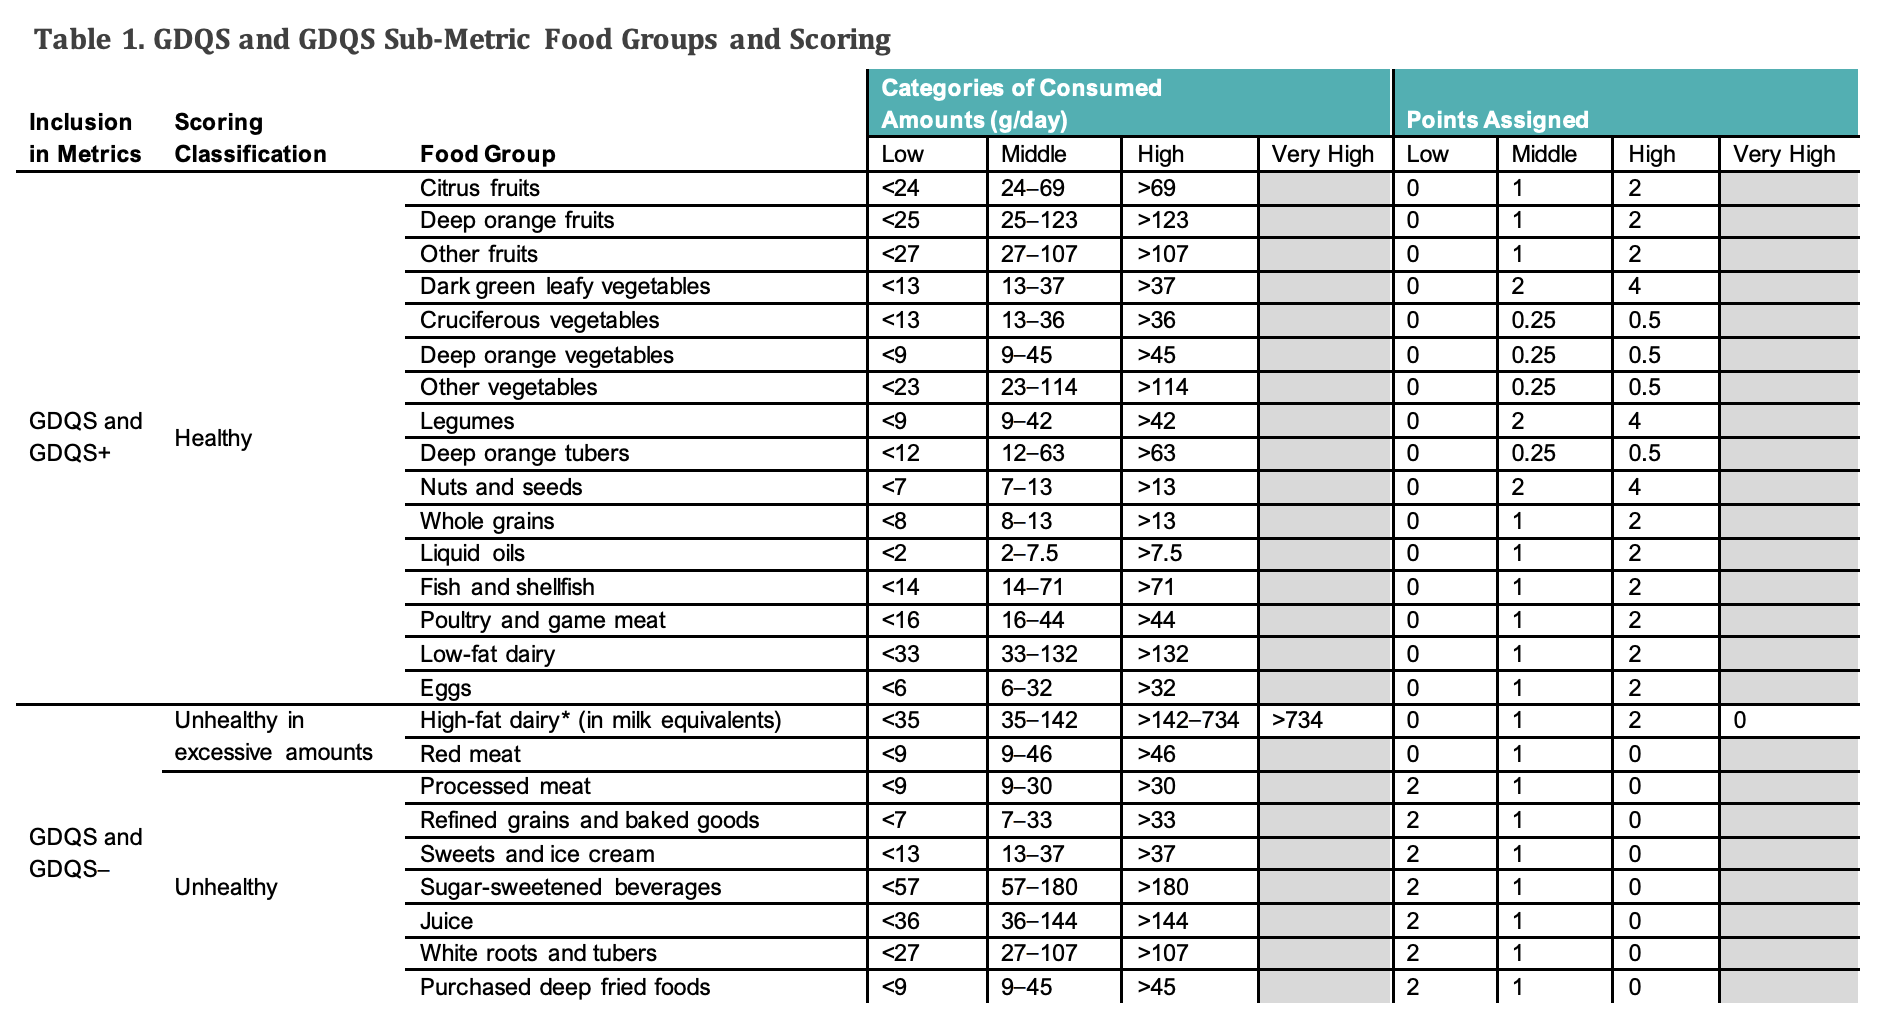 Table 1. GDQS and GDQS Sub-Metric Food Groups and Scoring
Categories of Consumed
Amounts (g/day) Points Assigned
Inclusion Scoring
in Metrics Classification Food Group Low Middle High Very High Low Middle High Very High
Citrus fruits <24 24–69 >69 0 1 2
Deep orange fruits <25 25–123 >123 0 1 2
Other fruits <27 27–107 >107 0 1 2
Dark green leafy vegetables <13 13–37 >37 0 2 4
Cruciferous vegetables <13 13–36 >36 0 0.25 0.5
Deep orange vegetables <9 9–45 >45 0 0.25 0.5
Other vegetables <23 23–114 >114 0 0.25 0.5
GDQS and
GDQS+
Healthy
Legumes <9 9–42 >42 0 2 4
Deep orange tubers <12 12–63 >63 0 0.25 0.5
Nuts and seeds <7 7–13 >13 0 2 4
Whole grains <8 8–13 >13 0 1 2
Liquid oils <2 2–7.5 >7.5 0 1 2
Fish and shellfish <14 14–71 >71 0 1 2
Poultry and game meat <16 16–44 >44 0 1 2
Low-fat dairy <33 33–132 >132 0 1 2
Eggs <6 6–32 >32 0 1 2
Unhealthy in
excessive amounts
High-fat dairy* (in milk equivalents) <35 35–142 >142–734 >734 0 1 2 0
Red meat <9 9–46 >46 0 1 0
GDQS and
GDQS–
Unhealthy
Processed meat <9 9–30 >30 2 1 0
Refined grains and baked goods <7 7–33 >33 2 1 0
Sweets and ice cream <13 13–37 >37 2 1 0
Sugar-sweetened beverages <57 57–180 >180 2 1 0
Juice <36 36–144 >144 2 1 0
White roots and tubers <27 27–107 >107 2 1 0
Purchased deep fried foods <9 9–45 >45 2 1 0